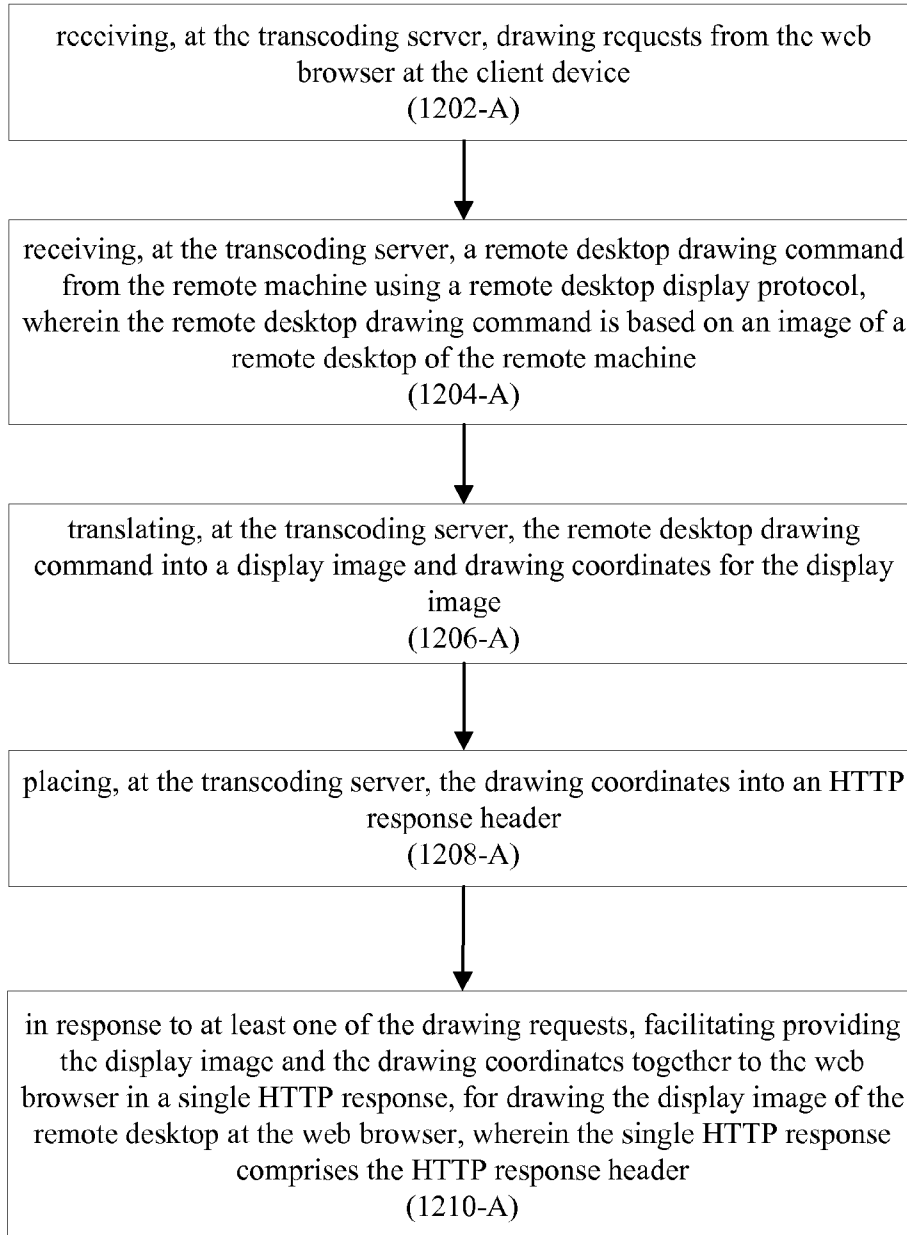 receiving, at the transcoding server, drawing requests from the web
browser at the client device
(1202-A)
receiving, at the transcoding server, a remote desktop drawing command
from the remote machine using a remote desktop display protocol,
wherein the remote desktop drawing command is based on an image of a
remote desktop of the remote machine
(1204-A)
translating, at the transcoding server, the remote desktop drawing
command into a display image and drawing coordinates for the display
image
(1206-A)
placing, at the transcoding server, the drawing coordinates into an HTTP
response header
(1208-A)
in response to at least one of the drawing requests, facilitating providing
the display image and the drawing coordinates together to the web
browser in a single HTTP response, for drawing the display image of the
remote desktop at the web browser, wherein the single HTTP response
comprises the HTTP response header
(1210-A)